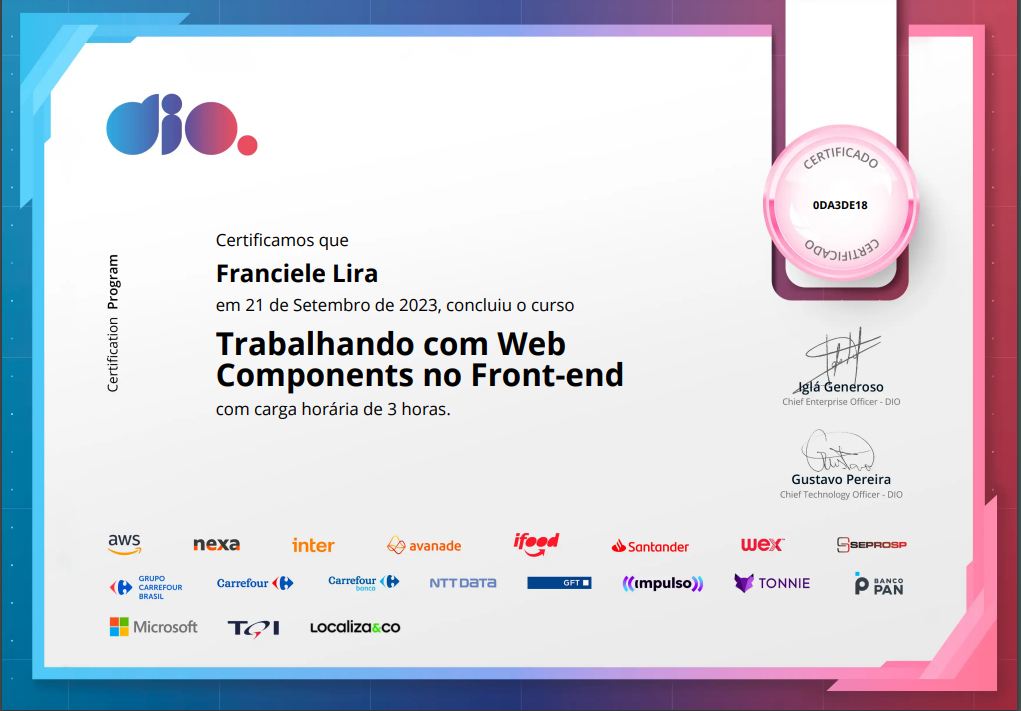 dio.
CERTIFICADO
0DA3DE18
CERTIFICADO
Certification Program
Certificamos que
Franciele Lira
em 21 de Setembro de 2023, concluiu o curso
Trabalhando com Web
Components no Front-end
com carga horária de 3 horas.
Iglá Generoso
Chief Enterprise Officer - DIO
Gustavo Pereira
Chief Technology Officer - DIO
aws
nexa
inter
avanade
ifood
Santander
wex
SEPROSP
GRUPO
CARREFOUR
BRASIL
Carrefour
Carrefour
banco
NTT DATA
GFT
impulso
TONNIE
BANCO
PAN
Microsoft
TQI
Localiza&co